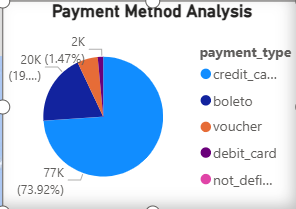 Payment Method Analysis
2K
(1.47%)
20K
(19....)
77K
(73.92%)
payment_type
credit_ca...
boleto
voucher
debit_card
not_defi...